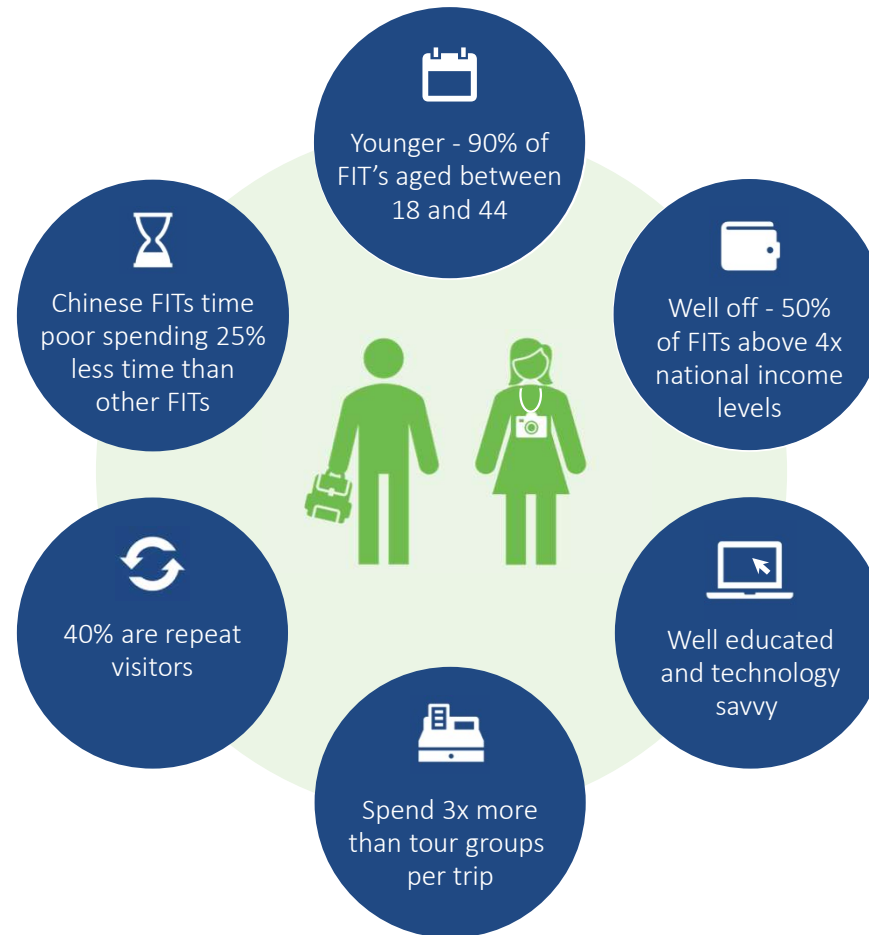 Younger - 90% of
FIT’s aged between
18 and 44
Well off - 50%
of FITs above 4x
national income
levels
Well educated
and technology
savvy
Spend 3x more
than tour groups
per trip
40% are repeat
visitors
Chinese FITs time
poor spending 25%
less time than
other FITs